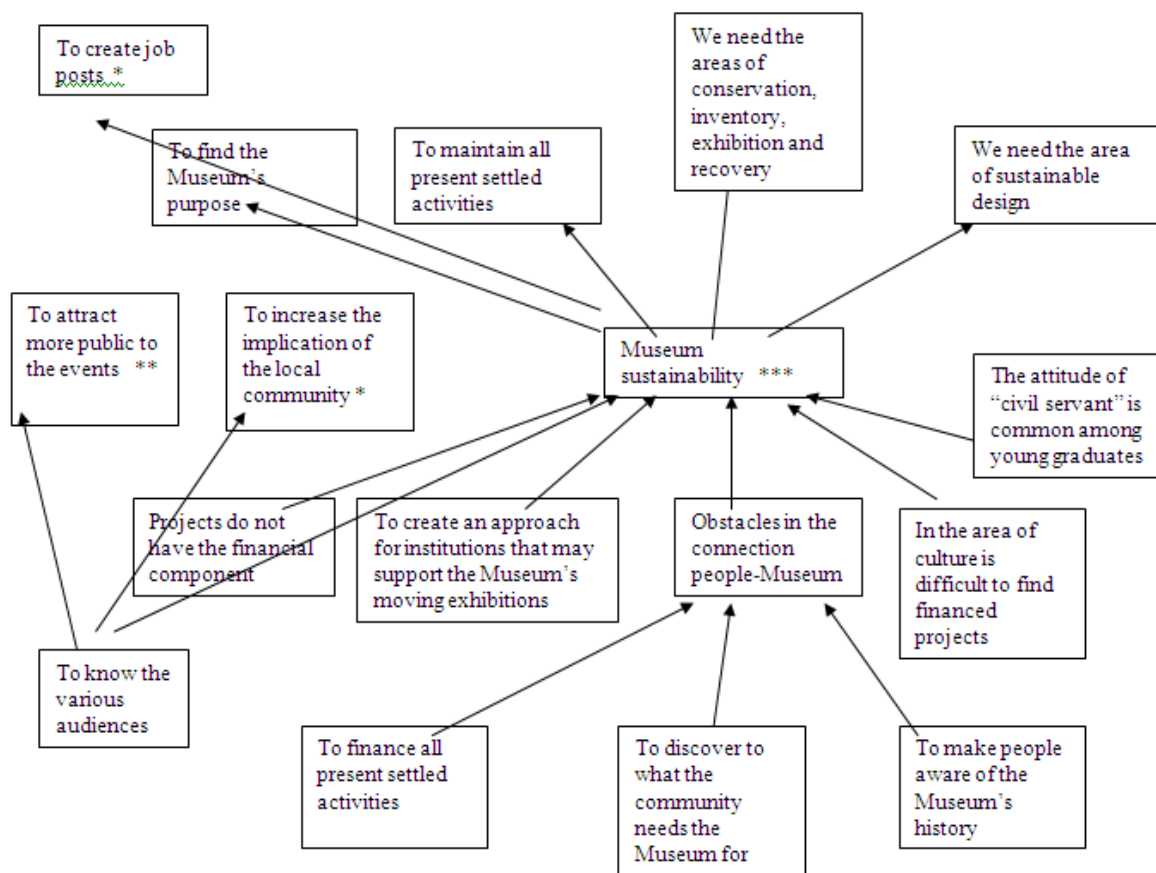 To create job
posts *
We need the
areas of
conservation,
inventory,
exhibition and
recovery
To find the
Museum's
purpose
To maintain all
present settled
activities
We need the area
of sustainable
design
To attract
more public to
the events **
To increase the
implication of
the local
community *
Museum
sustainability ***
The attitude of
"civil servant" is
common among
young graduates
Projects do not
have the financial
component
To create an approach
for institutions that may
support the Museum's
moving exhibitions
Obstacles in the
connection
people-Museum
In the area of
culture is
difficult to find
financed
projects
To know the
various
audiences
To finance all
present settled
activities
To discover to
what the
community
needs the
Museum for
To make people
aware of the
Museum's
history